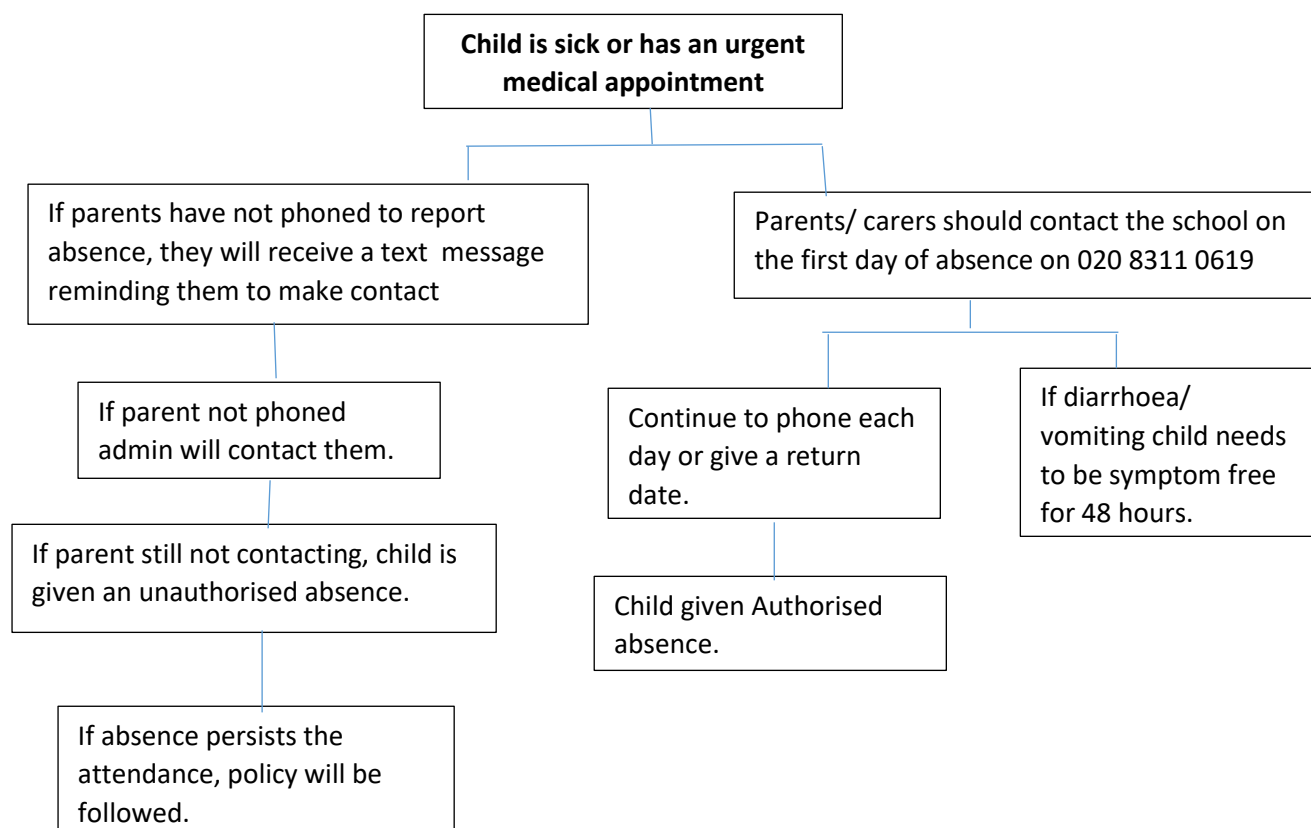 Child is sick or has an urgent
medical appointment
If parents have not phoned to report
absence, they will receive a text  message
reminding them to make contact
Parents/ carers should contact the school on
the first day of absence on 020 8311 0619
If parent not phoned
admin will contact them.
Continue to phone each
day or give a return
date.
If diarrhoea/
vomiting child needs
to be symptom free
for 48 hours.
If parent still not contacting, child is
given an unauthorised absence.
Child given Authorised
absence.
If absence persists the
attendance, policy will be
followed.